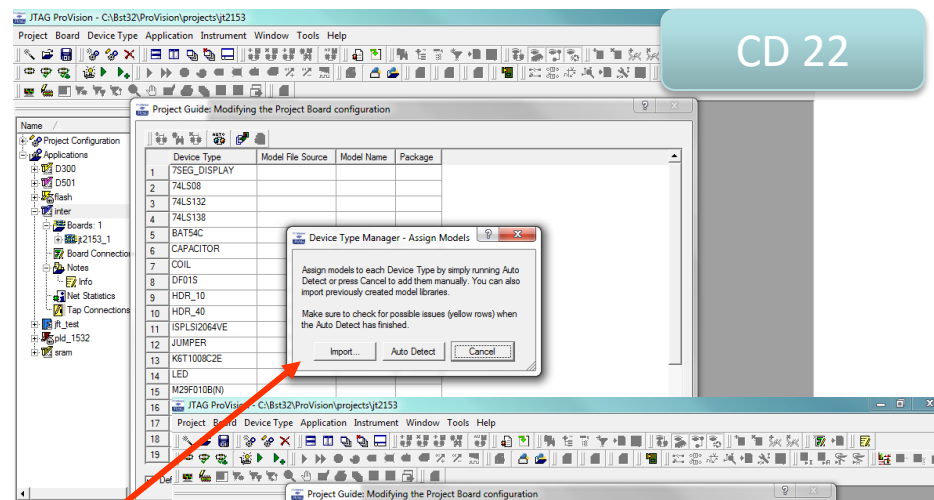 JTAG ProVision - C:\Bst32\ProVision\projects\jt2153
Project Board Device Type Application Instrument Window Tools Help
CD 22
Project Guide: Modifying the Project Board configuration
Name
Project Configuration
Applications
D300
D501
flash
inter
Boards: 1
jt2153_1
Board Connection
Notes
Info
Net Statistics
Tap Connections
jft_test
pld_1532
sram
Device Type Model File Source Model Name Package
1 7SEG_DISPLAY
2 74LS08
3 74LS132
4 74LS138
5 BAT54C
6 CAPACITOR
7 COIL
8 DF01S
9 HDR_10
10 HDR_40
11 ISPLSI2064VE
12 JUMPER
13 K6T1008C2E
14 LED
15 M29F010B(N)
16
17
18
19
Device Type Manager - Assign Models
Assign models to each Device Type by simply running Auto
Detect or press Cancel to add them manually. You can also
import previously created model libraries.
Make sure to check for possible issues (yellow rows) when
the Auto Detect has finished.
Import... Auto Detect Cancel
JTAG ProVision - C:\Bst32\ProVision\projects\jt2153
Project Board Device Type Application Instrument Window Tools Help
Project Guide: Modifying the Project Board configuration